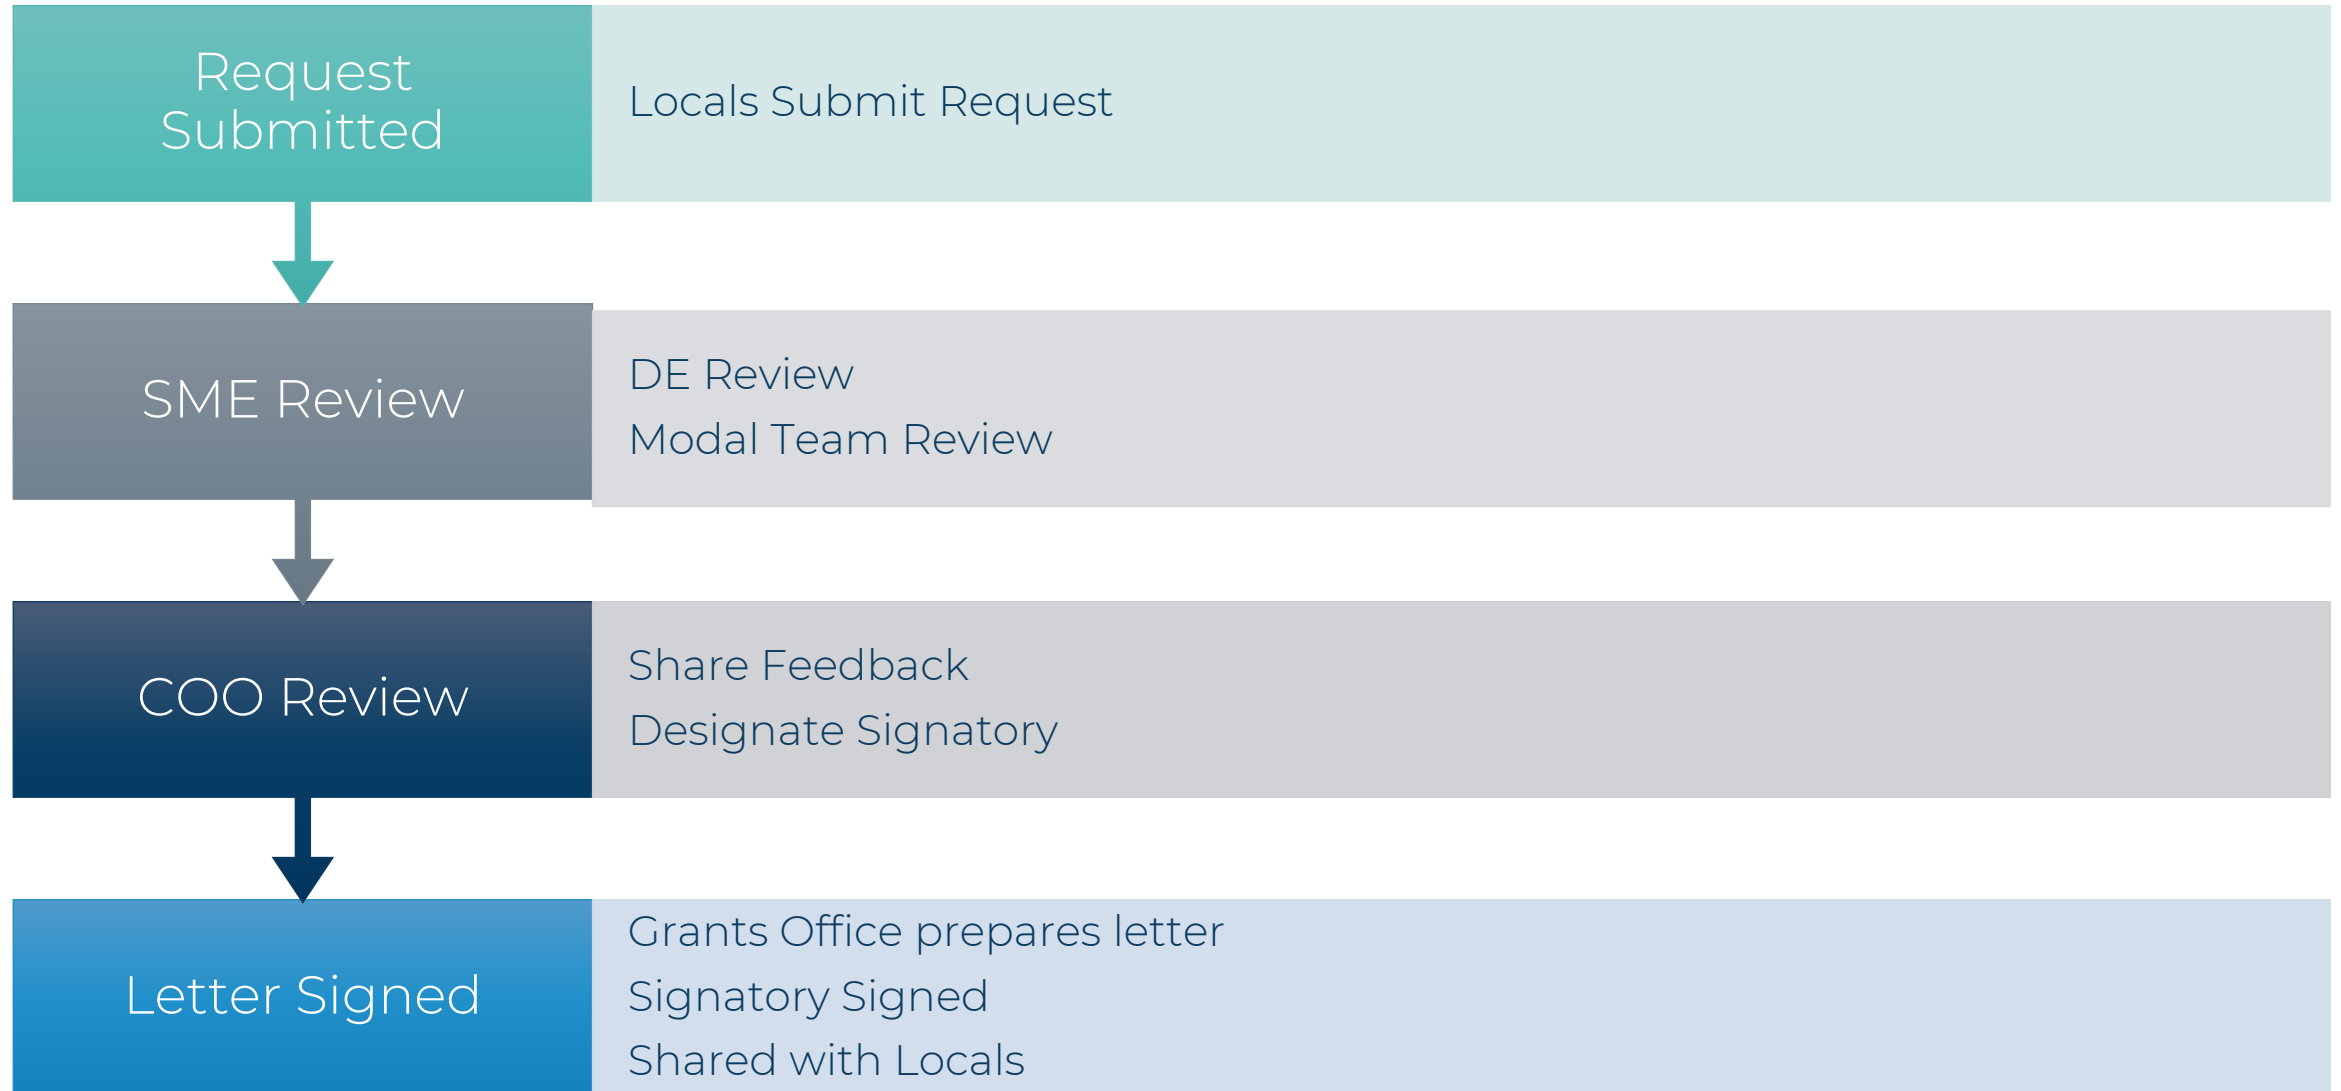 Request
Submitted
Locals Submit Request
SME Review
DE Review
Modal Team Review
COO Review
Share Feedback
Designate Signatory
Letter Signed
Grants Office prepares letter
Signatory Signed
Shared with Locals